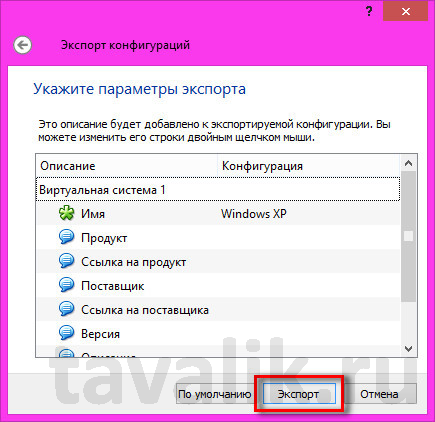 ?
Экспорт конфигураций
Укажите параметры экспорта
Это описание будет добавлено к экспортируемой конфигурации. Вы
можете изменить его строки двойным щелчком мыши.
Описание Конфигурация
Виртуальная система 1
Имя Windows XP
Продукт
Ссылка на продукт
Поставщик
Ссылка на поставщика
Версия
Описание
tavalik.ru
По умолчанию Экспорт Отмена